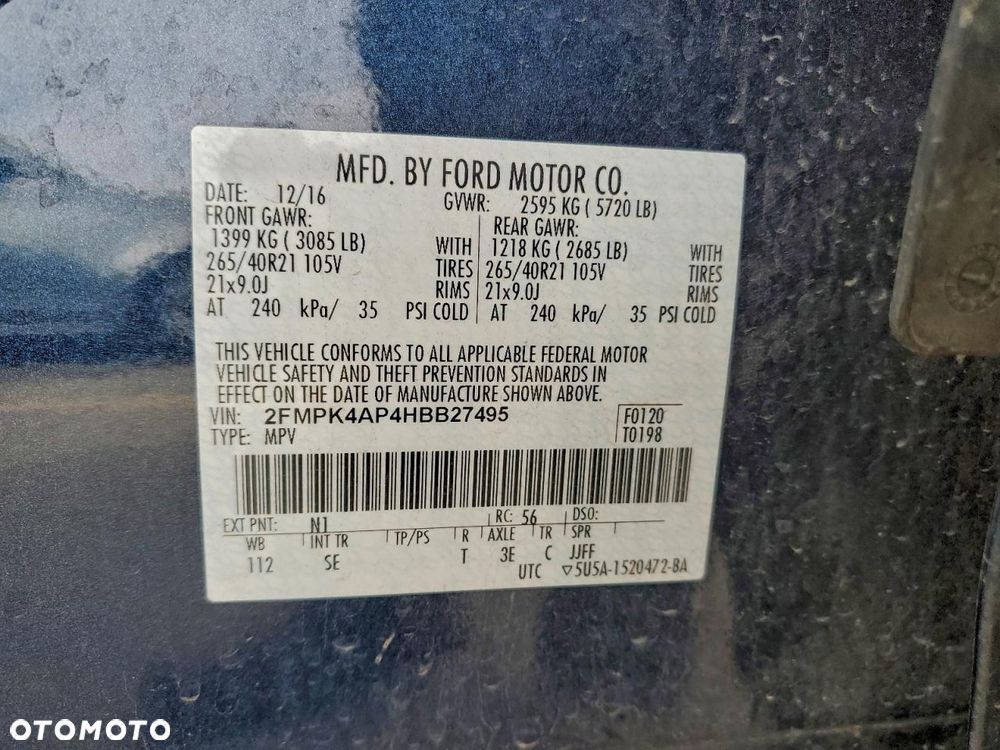 MFD. BY FORD MOTOR CO.
DATE: 12/16 GVWR: 2595 KG ( 5720 LB)
FRONT GAWR: REAR GAWR:
1399 KG ( 3085 LB) WITH 1218 KG ( 2685 LB) WITH
265/40R21 105V TIRES 265/40R21 105V TIRES
21x9.0J RIMS 21x9.0J RIMS
AT 240 kPa/ 35 PSI COLD AT 240 kPa/ 35 PSI COLD
THIS VEHICLE CONFORMS TO ALL APPLICABLE FEDERAL MOTOR
VEHICLE SAFETY AND THEFT PREVENTION STANDARDS IN
EFFECT ON THE DATE OF MANUFACTURE SHOWN ABOVE.
VIN: 2FMPK4AP4HBB27495 F0120
TYPE: MPV T0198
EXT PNT: N1 RC: 56 DSO:
WB INT TR TP/PS R AXLE TR SPR
112 SE T 3E C JJFF
UTC ▽5U5A-1520472-BA
OTOMOTO